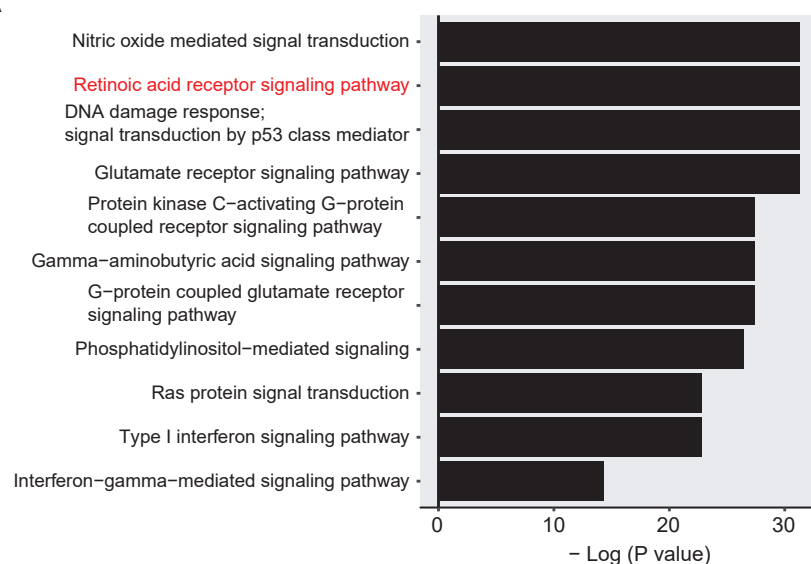 Nitric oxide mediated signal transduction
Retinoic acid receptor signaling pathway
DNA damage response;
signal transduction by p53 class mediator
Glutamate receptor signaling pathway
Protein kinase C−activating G−protein
coupled receptor signaling pathway
Gamma−aminobutyric acid signaling pathway
G−protein coupled glutamate receptor
signaling pathway
Phosphatidylinositol−mediated signaling
Ras protein signal transduction
Type I interferon signaling pathway
Interferon−gamma−mediated signaling pathway
0 10 20 30
− Log (P value)